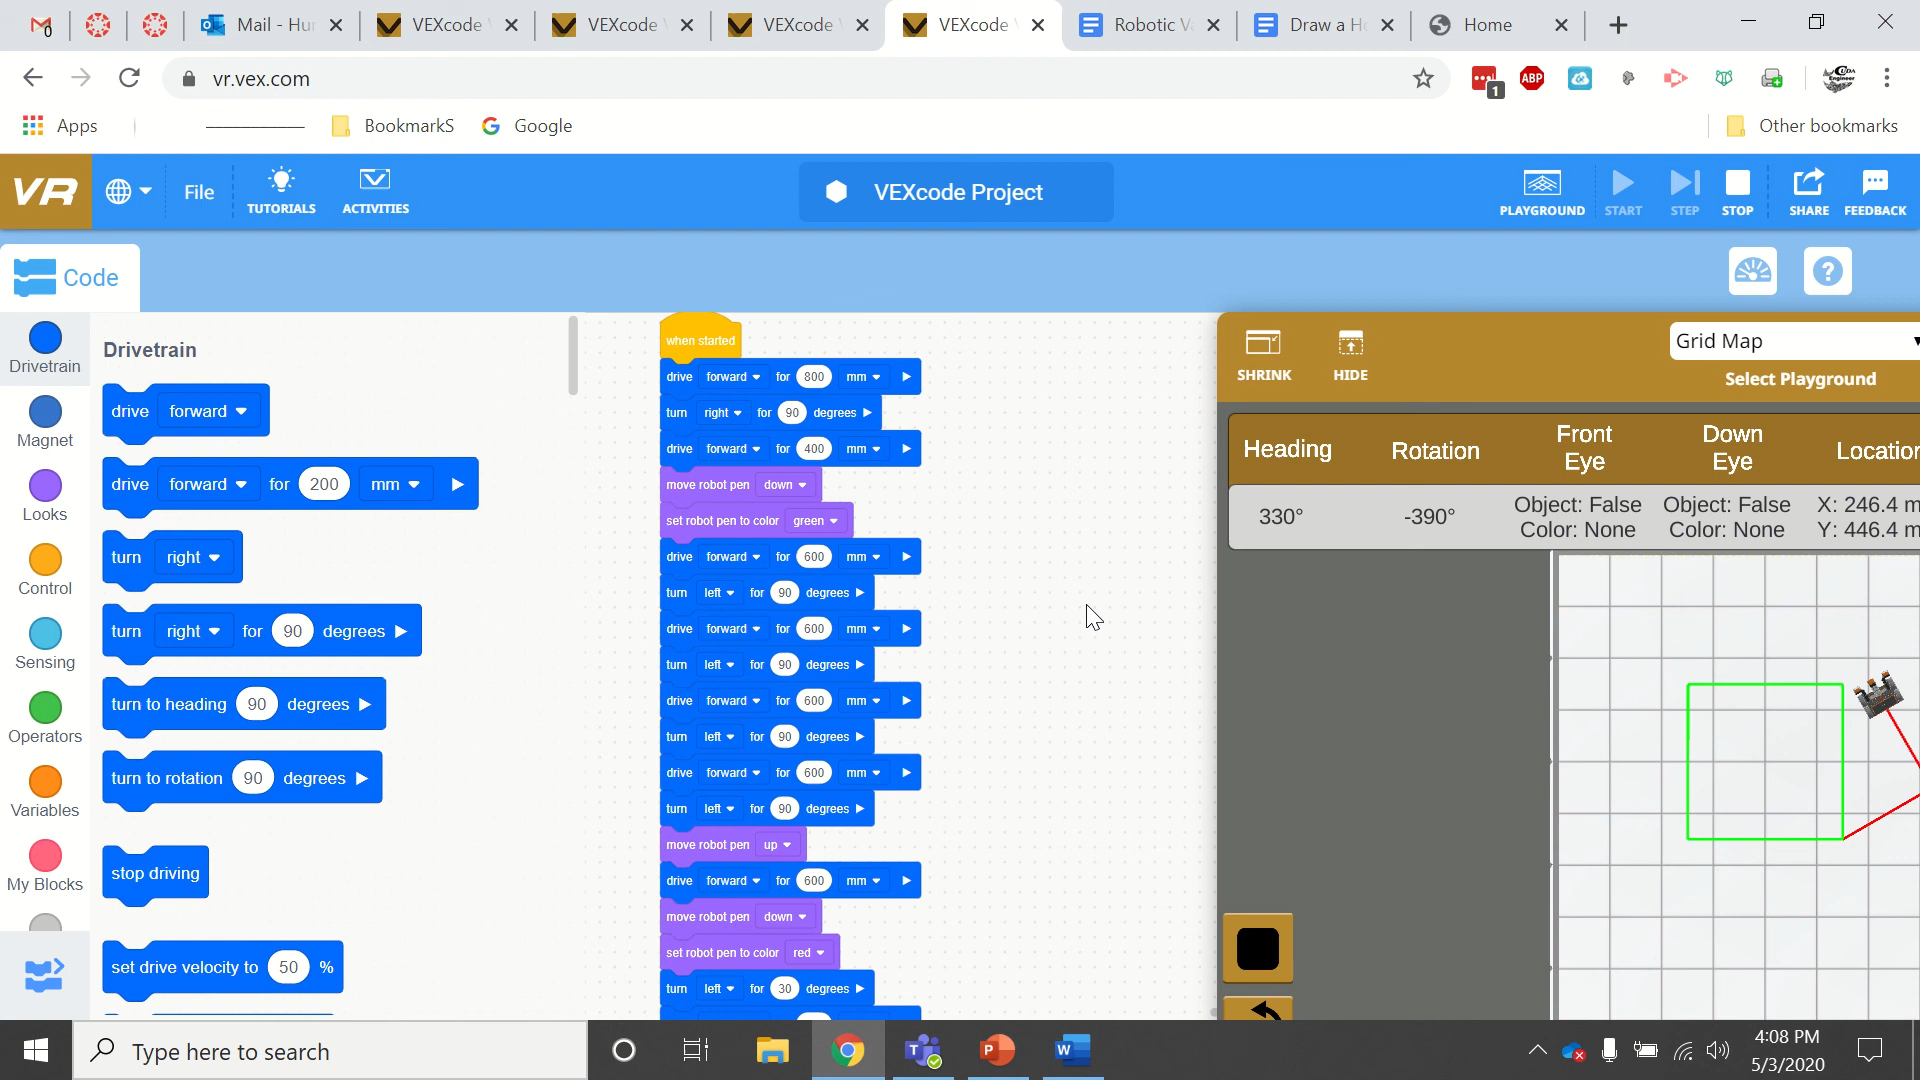 Mail - Hur
VEXcode V
VEXcode V
VEXcode V
VEXcode V
Robotic Va
Draw a Ho
Home
vr.vex.com
1
ABP
Apps
BookmarkS
Google
Other bookmarks
VR
File
TUTORIALS
ACTIVITIES
VEXcode Project
PLAYGROUND
START
STEP
STOP
SHARE
FEEDBACK
Code
Drivetrain
Magnet
Looks
Control
Sensing
Operators
Variables
My Blocks
Drivetrain
drive forward
drive forward for 200 mm
turn right
turn right for 90 degrees
turn to heading 90 degrees
turn to rotation 90 degrees
stop driving
set drive velocity to 50 %
when started
drive forward for 800 mm
turn right for 90 degrees
drive forward for 400 mm
move robot pen down
set robot pen to color green
drive forward for 600 mm
turn left for 90 degrees
drive forward for 600 mm
turn left for 90 degrees
drive forward for 600 mm
turn left for 90 degrees
drive forward for 600 mm
turn left for 90 degrees
move robot pen up
drive forward for 600 mm
move robot pen down
set robot pen to color red
turn left for 30 degrees
SHRINK
HIDE
Grid Map
Select Playground
Heading Rotation Front Eye Down Eye Location
330° -390° Object: False Object: False X: 246.4 m
Color: None Color: None Y: 446.4 m
Type here to search
4:08 PM
5/3/2020